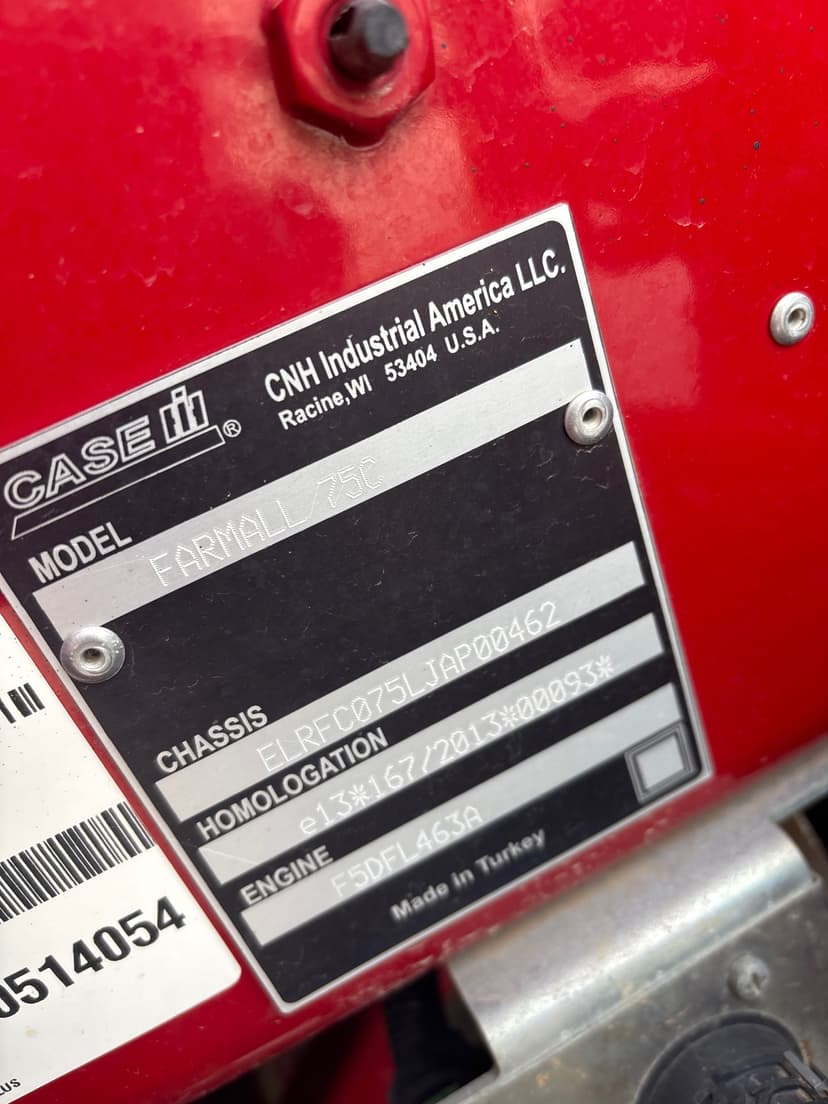 CNH Industrial America LLC.
Racine,WI 53404 U.S.A.
CASE IH ®
MODEL
FARMALL/75C
CHASSIS
ELRFC075LJAP00462
HOMOLOGATION
e13*167/2013*00093*
ENGINE
F5DFL463A
Made in Turkey
0514054